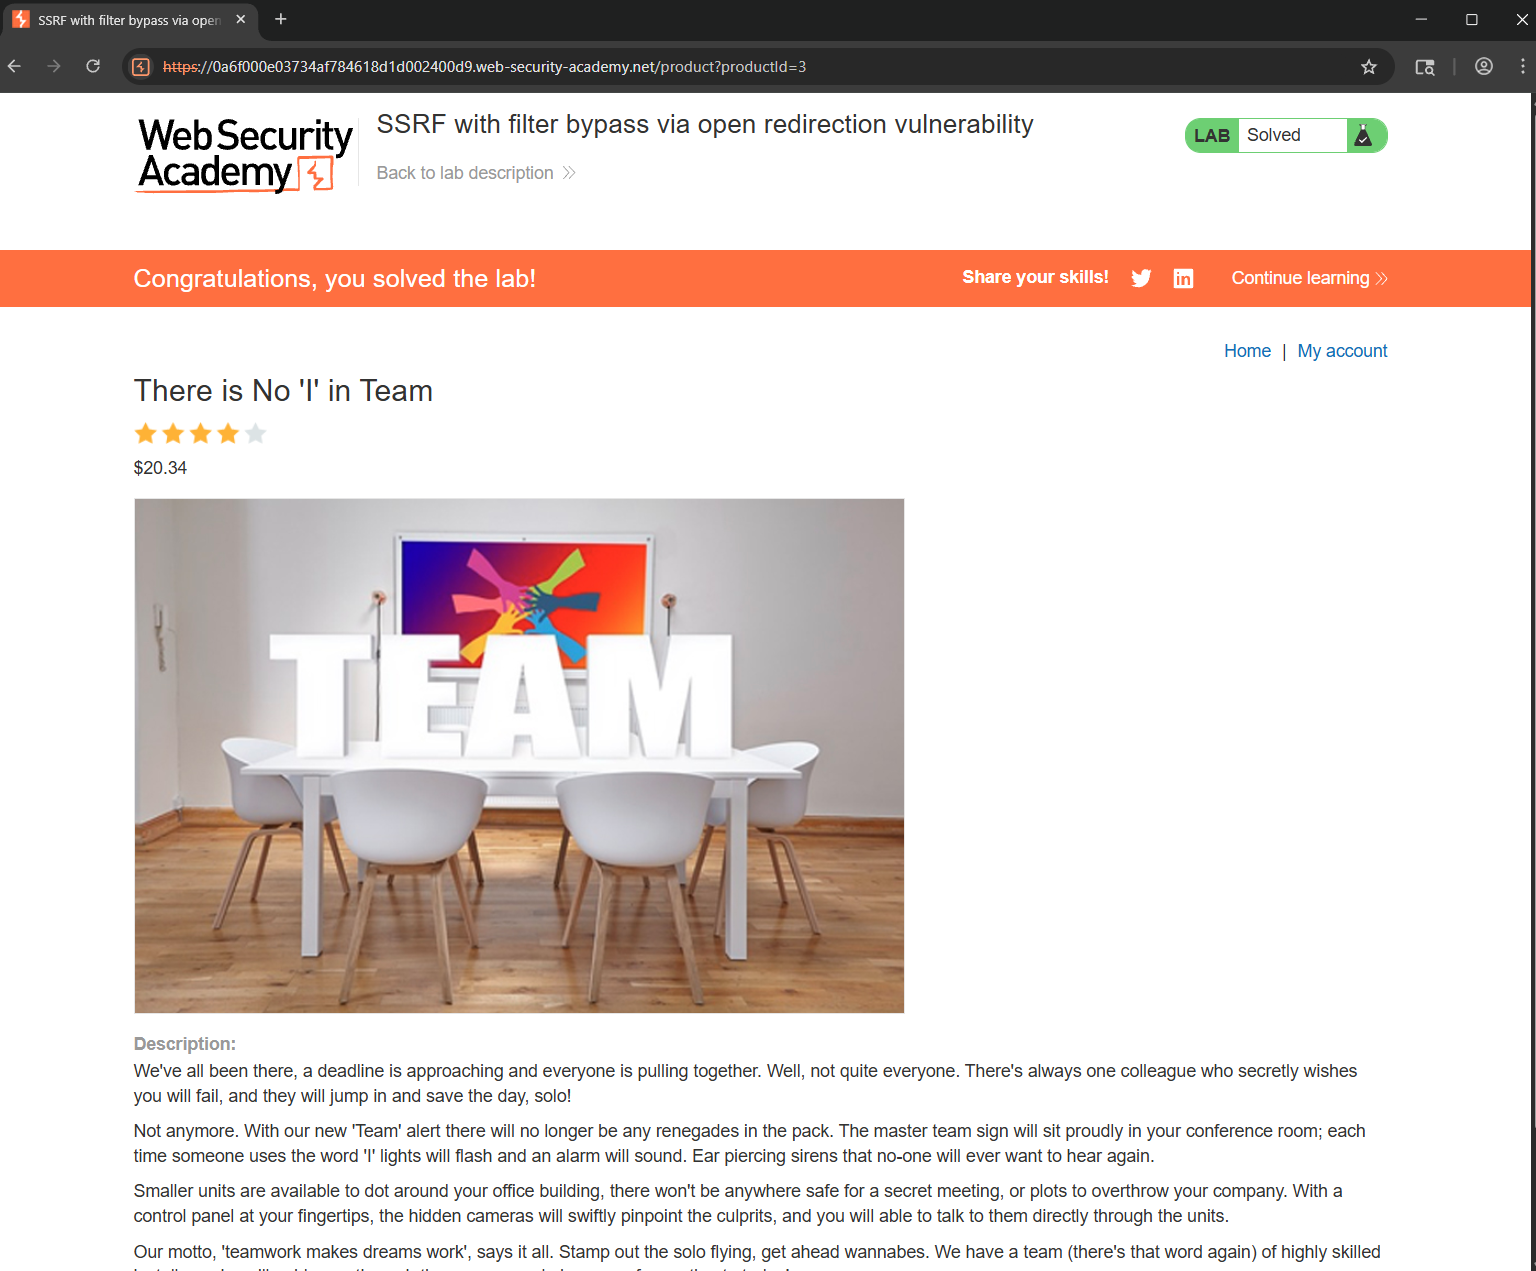 SSRF with filter bypass via open
https://0a6f000e03734af784618d1d002400d9.web-security-academy.net/product?productId=3
Web Security
Academy
SSRF with filter bypass via open redirection vulnerability
Back to lab description
LAB Solved
Congratulations, you solved the lab!
Share your skills!
in
Continue learning
Home | My account
There is No 'I' in Team
$20.34
TEAM
Description:
We've all been there, a deadline is approaching and everyone is pulling together. Well, not quite everyone. There's always one colleague who secretly wishes
you will fail, and they will jump in and save the day, solo!
Not anymore. With our new 'Team' alert there will no longer be any renegades in the pack. The master team sign will sit proudly in your conference room; each
time someone uses the word 'I' lights will flash and an alarm will sound. Ear piercing sirens that no-one will ever want to hear again.
Smaller units are available to dot around your office building, there won't be anywhere safe for a secret meeting, or plots to overthrow your company. With a
control panel at your fingertips, the hidden cameras will swiftly pinpoint the culprits, and you will able to talk to them directly through the units.
Our motto, 'teamwork makes dreams work', says it all. Stamp out the solo flying, get ahead wannabes. We have a team (there's that word again) of highly skilled